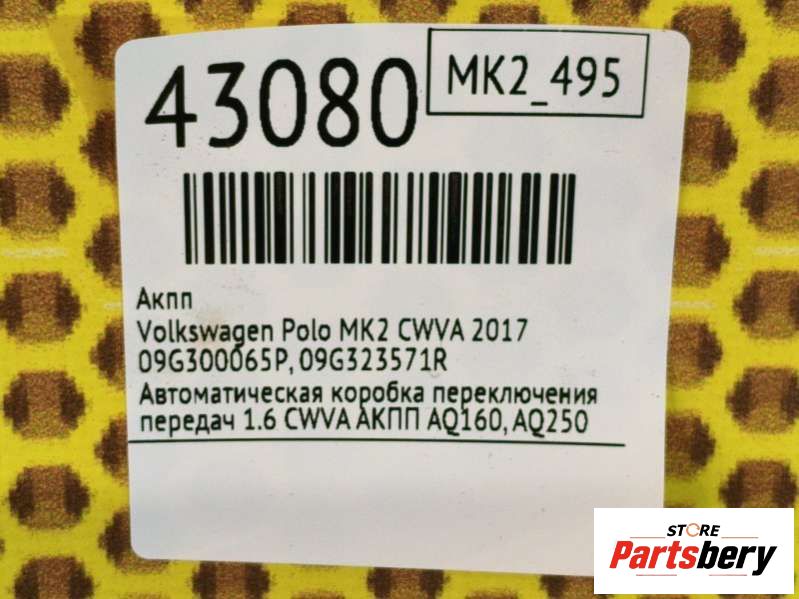 43080
MK2_495
Акпп
Volkswagen Polo MK2 CWVA 2017
09G300065P, 09G323571R
Автоматическая коробка переключения
передач 1.6 CWVA АКПП AQ160, AQ250
STORE
Partsbery